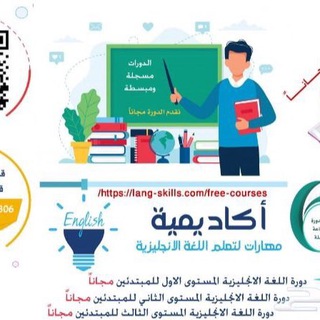 الدورات
مسجلة
ومبسطة
نقدم الدورة مجاناً
/https://lang-skills.com/free-courses
English
أكاديمية
مهارات لتعلم اللغة الانجليزية
دورة اللغة الانجليزية المستوى الاول للمبتدئين مجاناً
دورة اللغة الانجليزية المستوى الثاني للمبتدئين مجاناً
دورة اللغة الانجليزية المستوى الثالث للمبتدئين مجاناً
306